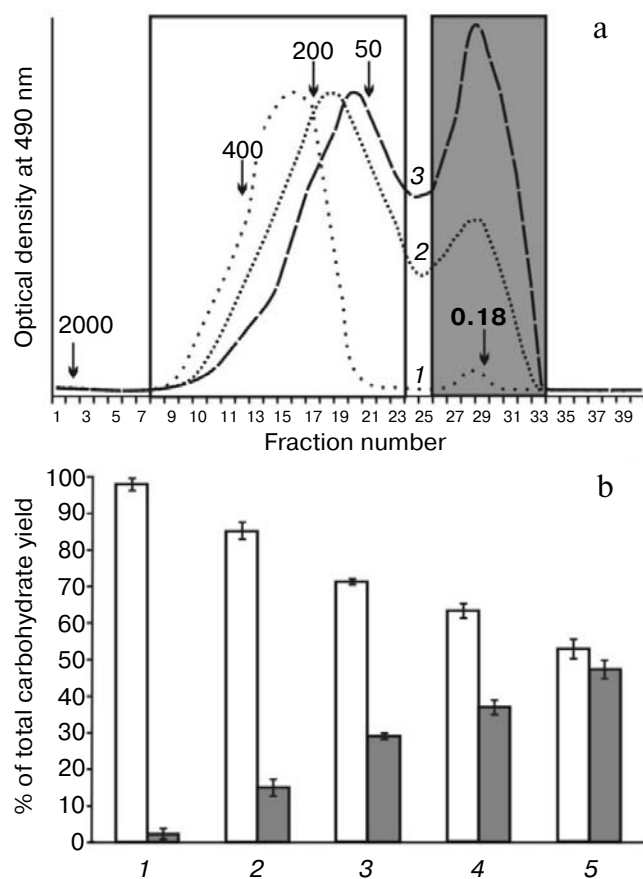 a
200
50
400
3
2
2000
0.18
1
Optical density at 490 nm
1 3 5 7 9 10 13 15 17 19 21 23 25 27 29 31 33 35 37 39
Fraction number
b
% of total carbohydrate yield
100
90
80
70
60
50
40
30
20
10
0
1 2 3 4 5